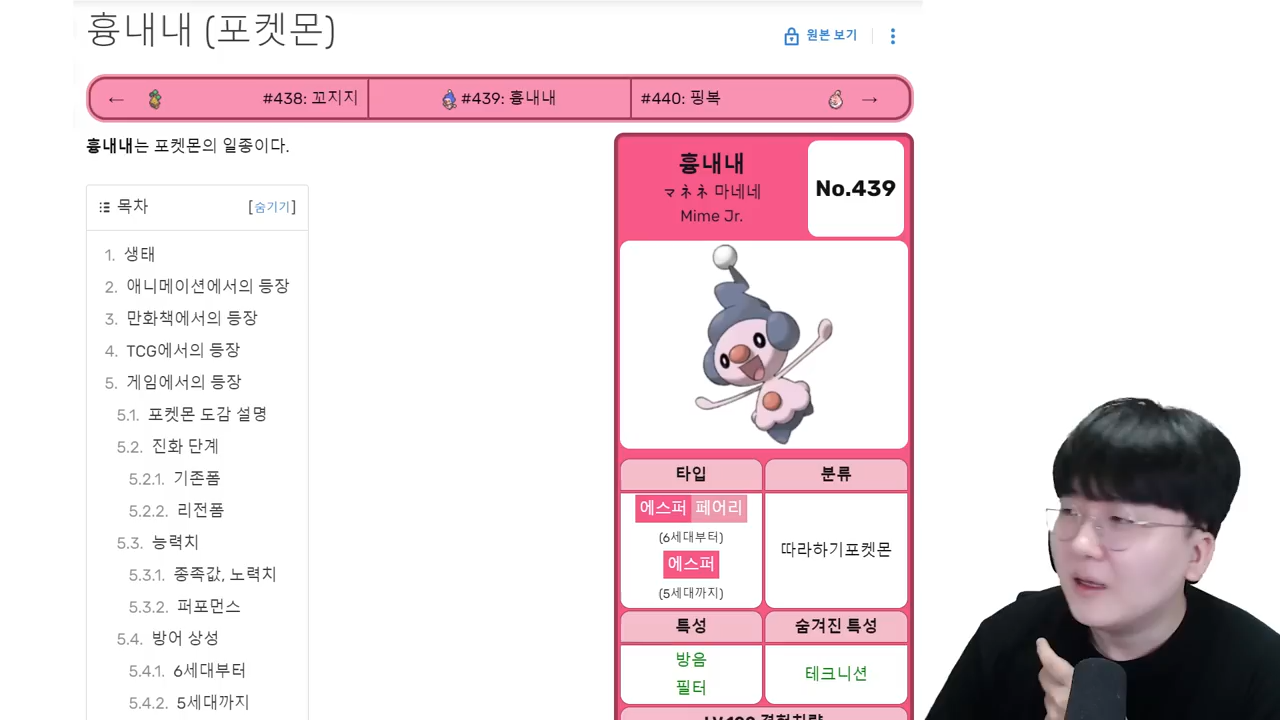 흉내내 (포켓몬)
원본 보기
← #438: 꼬지지
#439: 흉내내
#440: 핑복 →
흉내내는 포켓몬의 일종이다.
목차 [숨기기]
1. 생태
2. 애니메이션에서의 등장
3. 만화책에서의 등장
4. TCG에서의 등장
5. 게임에서의 등장
5.1. 포켓몬 도감 설명
5.2. 진화 단계
5.2.1. 기존폼
5.2.2. 리전폼
5.3. 능력치
5.3.1. 종족값, 노력치
5.3.2. 퍼포먼스
5.4. 방어 상성
5.4.1. 6세대부터
5.4.2. 5세대까지
흉내내
マネネ 마네네
Mime Jr.
No.439
타입
분류
에스퍼 페어리
(6세대부터)
에스퍼
(5세대까지)
따라하기포켓몬
특성
숨겨진 특성
방음
필터
테크니션